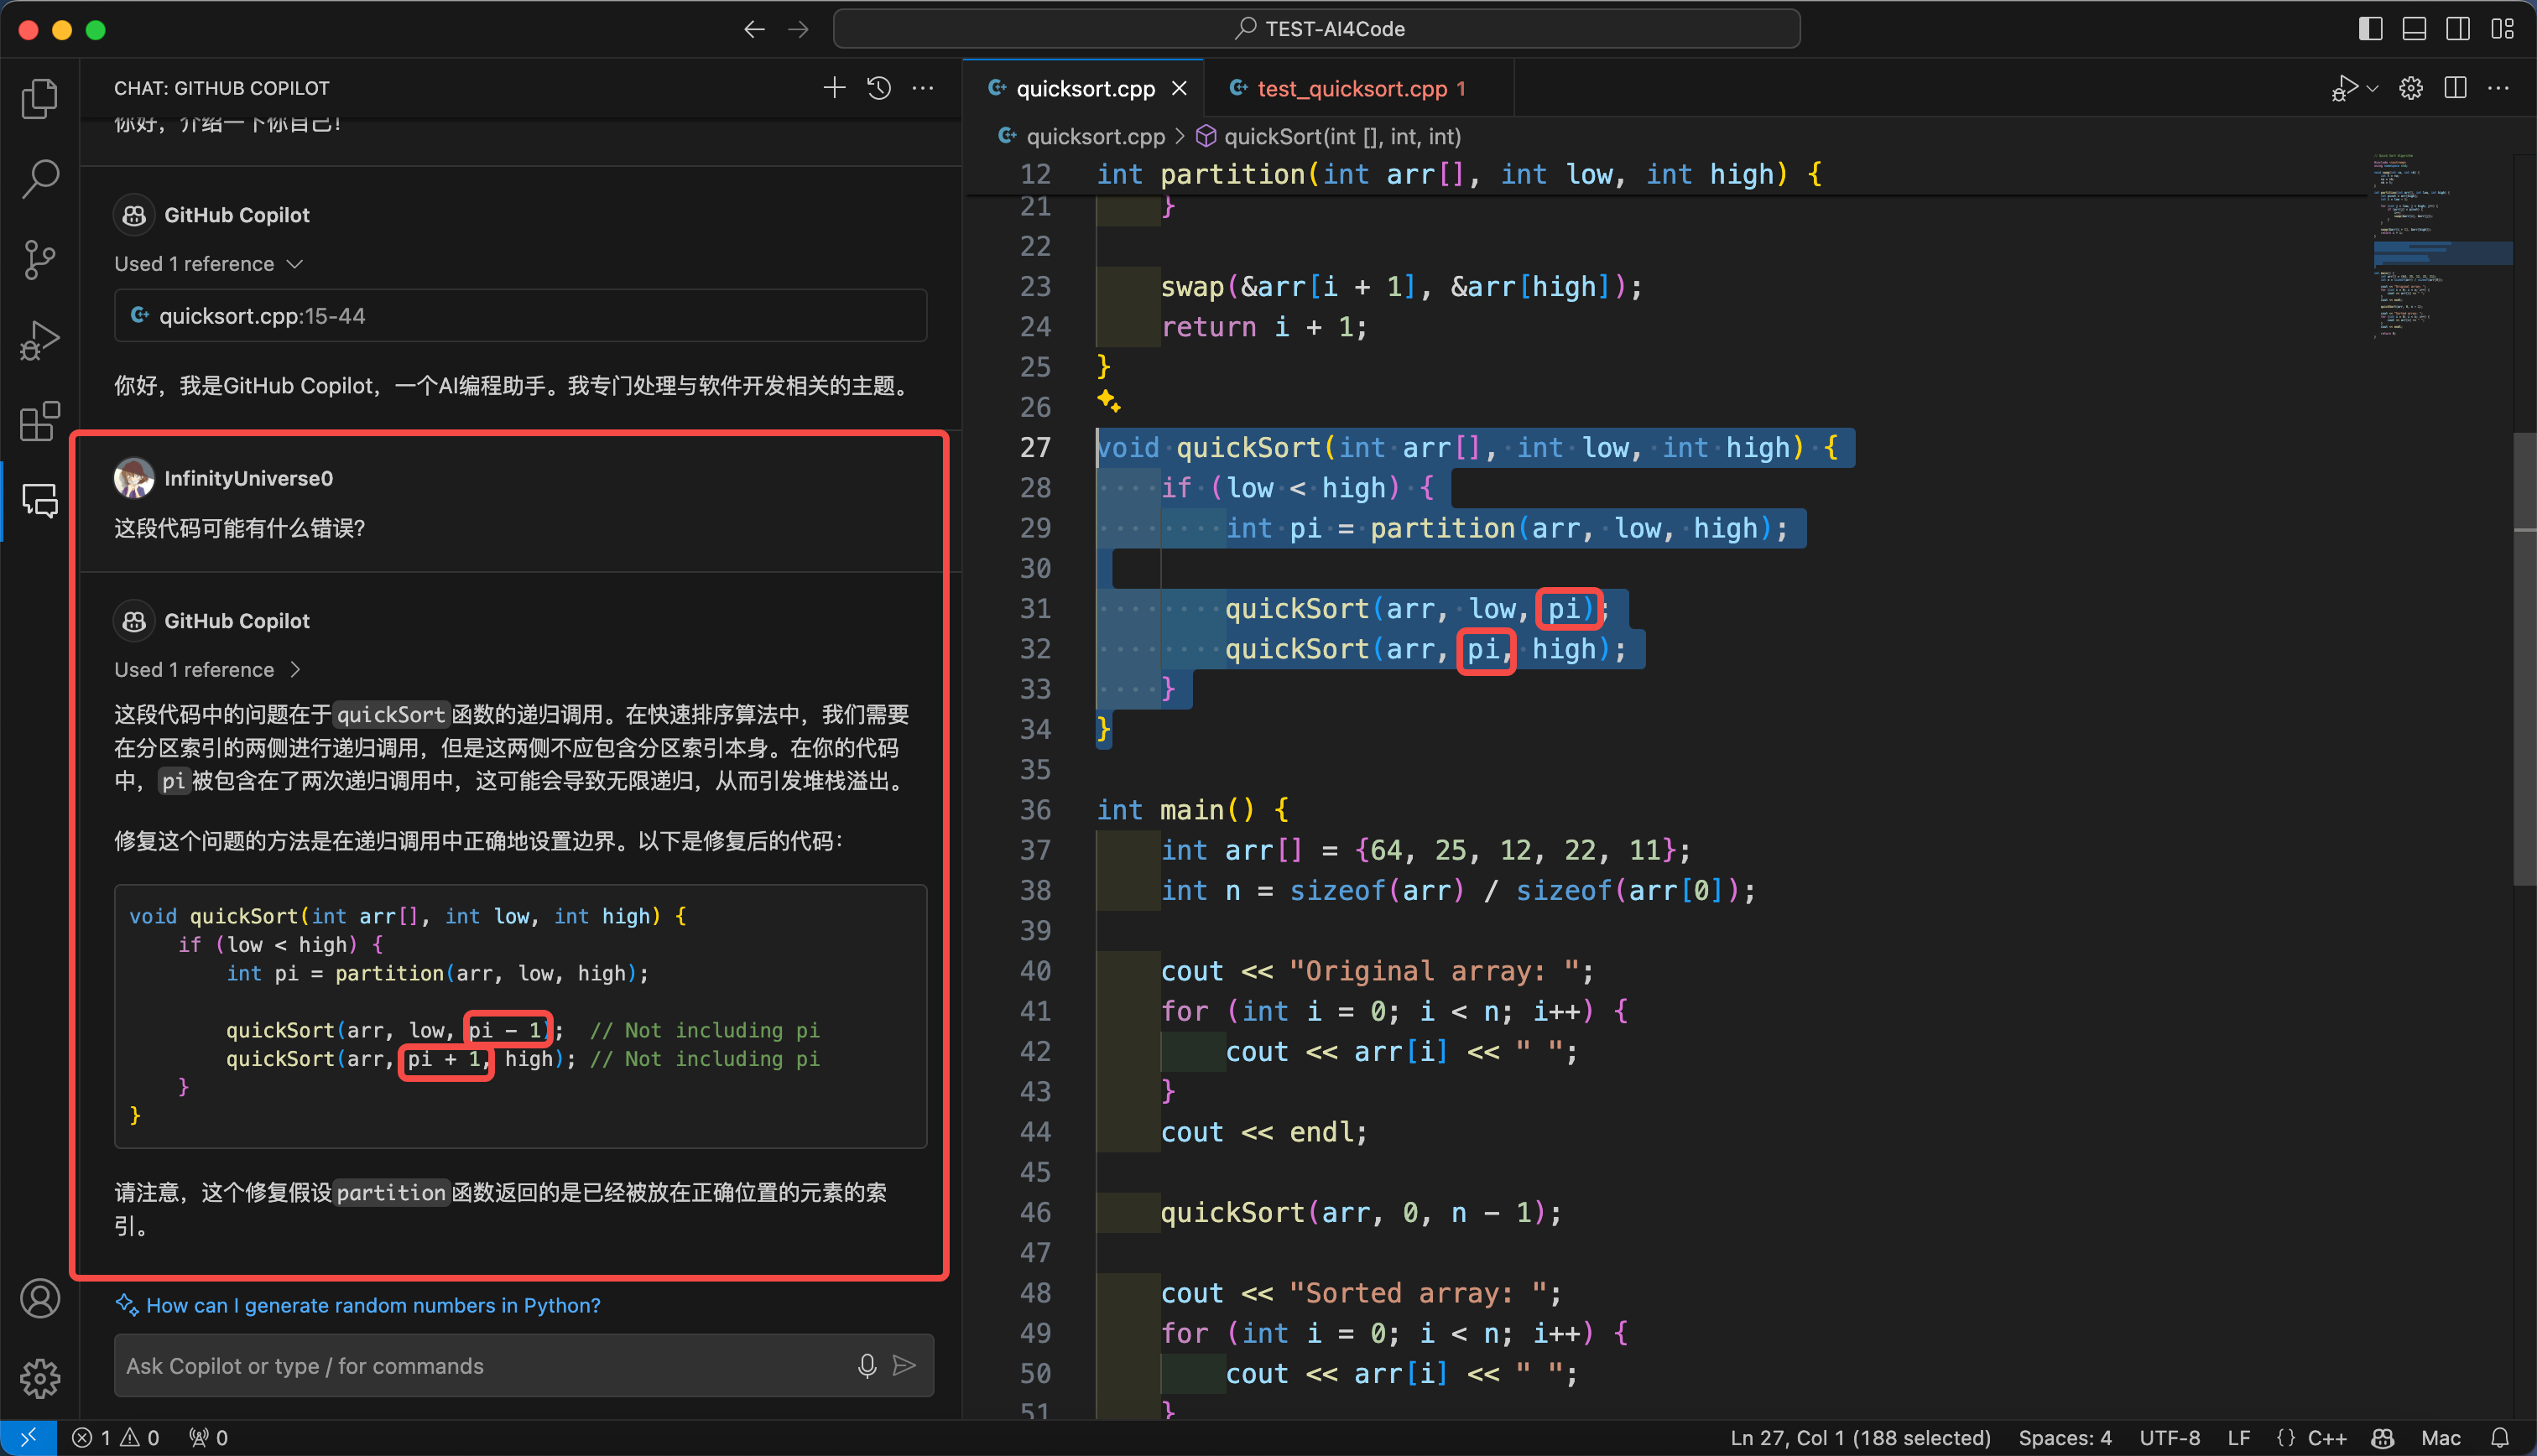 TEST-AI4Code
CHAT: GITHUB COPILOT
你好，介绍一下你自己！
GitHub Copilot
Used 1 reference
quicksort.cpp:15-44
你好，我是GitHub Copilot，一个AI编程助手。我专门处理与软件开发相关的主题。
InfinityUniverse0
这段代码可能有什么错误？
GitHub Copilot
Used 1 reference
这段代码中的问题在于quickSort函数的递归调用。在快速排序算法中，我们需要
在分区索引的两侧进行递归调用，但是这两侧不应包含分区索引本身。在你的代码
中，pi被包含在了两次递归调用中，这可能会导致无限递归，从而引发堆栈溢出。
修复这个问题的方法是在递归调用中正确地设置边界。以下是修复后的代码：
void quickSort(int arr[], int low, int high) {
    if (low < high) {
        int pi = partition(arr, low, high);
        quickSort(arr, low, pi - 1);  // Not including pi
        quickSort(arr, pi + 1, high); // Not including pi
    }
}
请注意，这个修复假设partition函数返回的是已经被放在正确位置的元素的索
引。
How can I generate random numbers in Python?
Ask Copilot or type / for commands
quicksort.cpp
test_quicksort.cpp 1
quicksort.cpp > quickSort(int [], int, int)
12 int partition(int arr[], int low, int high) {
21     }
22
23     swap(&arr[i + 1], &arr[high]);
24     return i + 1;
25 }
26
27 void quickSort(int arr[], int low, int high) {
28     if (low < high) {
29         int pi = partition(arr, low, high);
30
31         quickSort(arr, low, pi);
32         quickSort(arr, pi, high);
33     }
34 }
35
36 int main() {
37     int arr[] = {64, 25, 12, 22, 11};
38     int n = sizeof(arr) / sizeof(arr[0]);
39
40     cout << "Original array: ";
41     for (int i = 0; i < n; i++) {
42         cout << arr[i] << " ";
43     }
44     cout << endl;
45
46     quickSort(arr, 0, n - 1);
47
48     cout << "Sorted array: ";
49     for (int i = 0; i < n; i++) {
50         cout << arr[i] << " ";
51     }
1 0 0
Ln 27, Col 1 (188 selected) Spaces: 4 UTF-8 LF {} C++ Mac